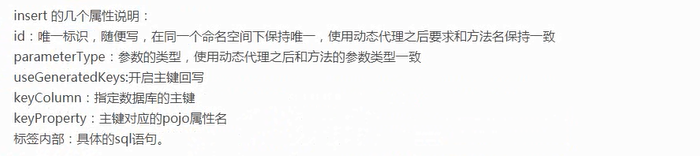 insert 的几个属性说明：
id：唯一标识，随便写，在同一个命名空间下保持唯一，使用动态代理之后要求和方法名保持一致
parameterType：参数的类型，使用动态代理之后和方法的参数类型一致
useGeneratedKeys:开启主键回写
keyColumn：指定数据库的主键
keyProperty：主键对应的pojo属性名
标签内部：具体的sql语句。